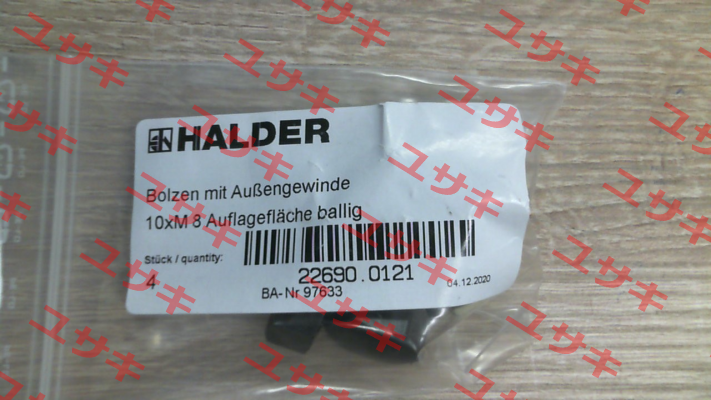 HALDER
Bolzen mit Außengewinde
10xM 8 Auflagefläche ballig
Stück / quantity:
4
22690.0121
BA-Nr 97633
04.12.2020
ユサキ